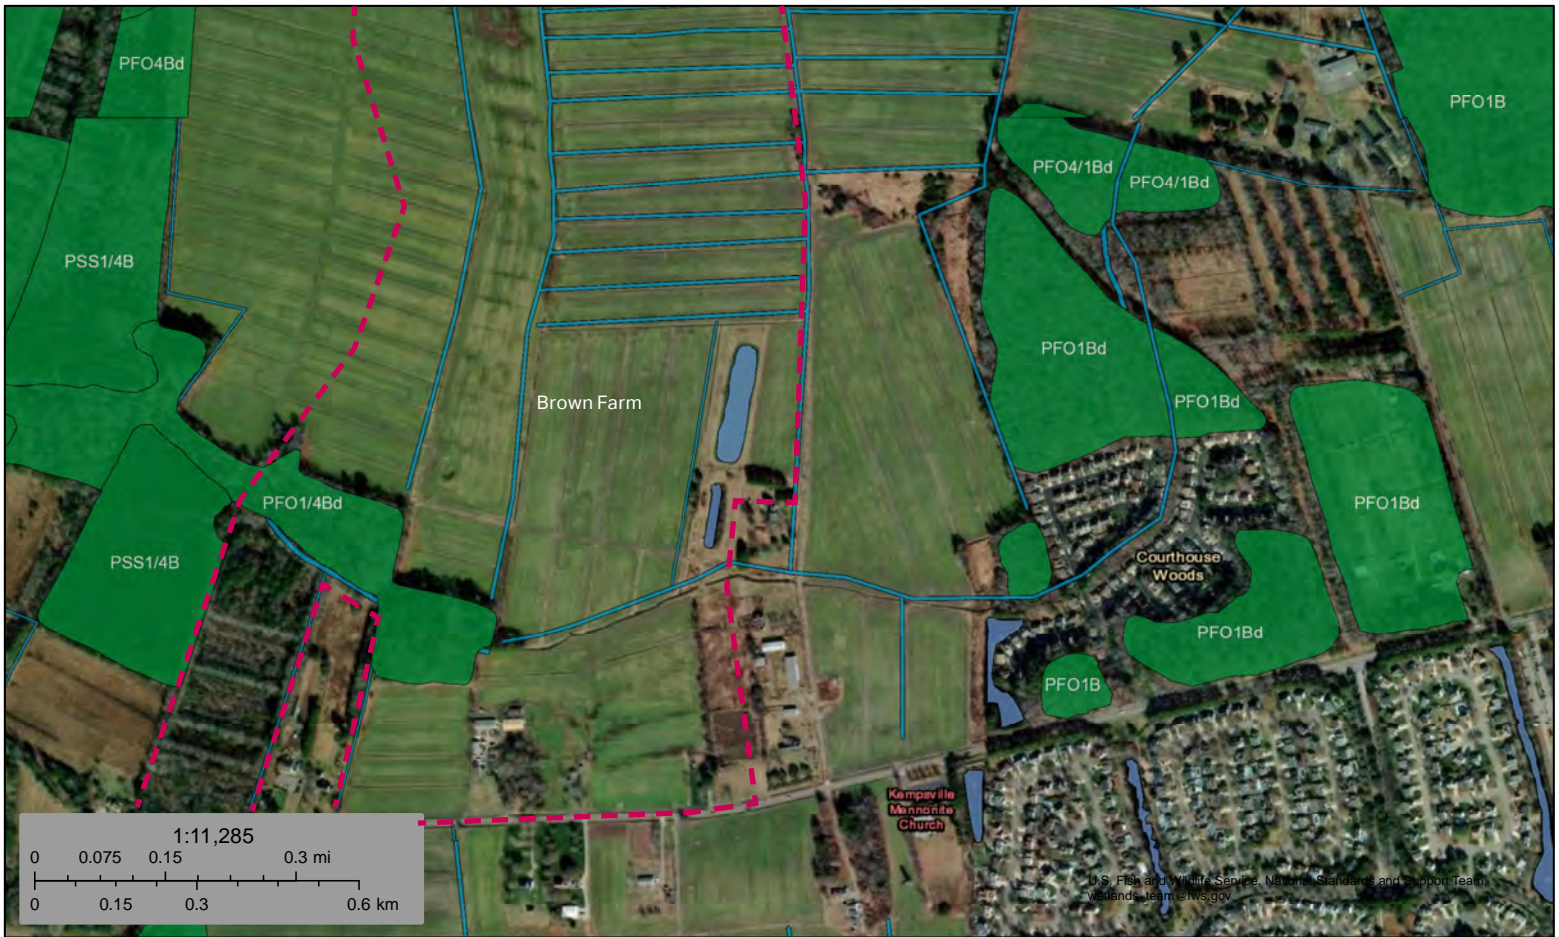 PFO4Bd
PFO1B
PFO4/1Bd
PFO4/1Bd
PSS1/4B
PFO1Bd
PFO1Bd
Brown Farm
PFO1/4Bd
PFO1Bd
PSS1/4B
Courthouse
Woods
PFO1Bd
PFO1B
Kempsville
Mennonite
Church
1:11,285
0 0.075 0.15 0.3 mi
0 0.15 0.3 0.6 km
U.S. Fish and Wildlife Service, National Standards and Support Team,
wetlands_team@fws.gov